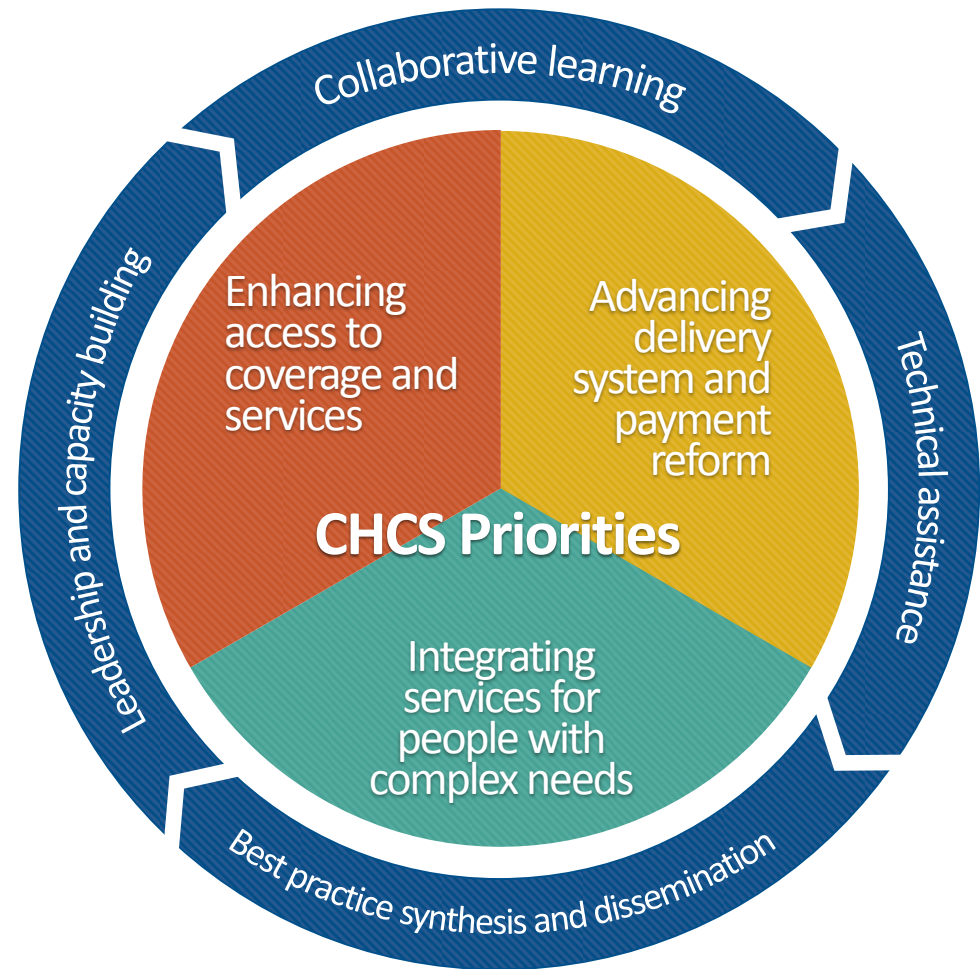 Collaborative learning
Technical assistance
Best practice synthesis and dissemination
Leadership and capacity building
Enhancing
access to
coverage and
services
Advancing
delivery
system and
payment
reform
CHCS Priorities
Integrating
services for
people with
complex needs